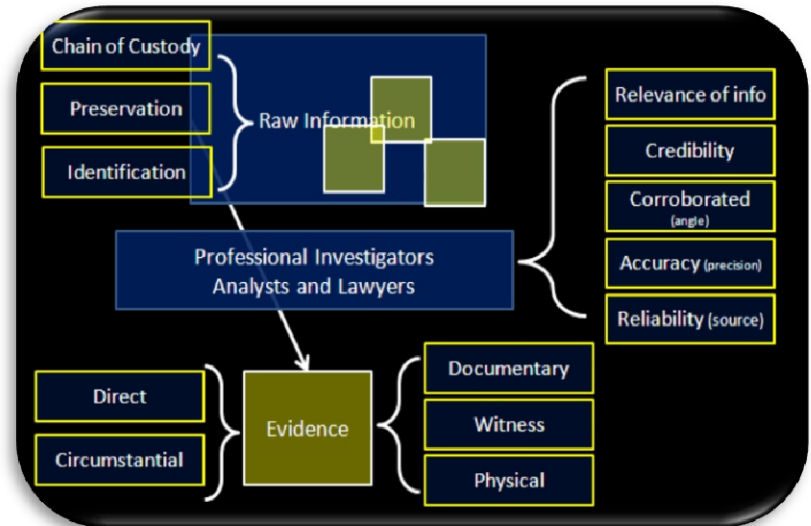 Chain of Custody
Preservation
Identification
Raw Information
Relevance of info
Credibility
Corroborated
(angle)
Accuracy (precision)
Reliability (source)
Professional Investigators
Analysts and Lawyers
Direct
Circumstantial
Evidence
Documentary
Witness
Physical